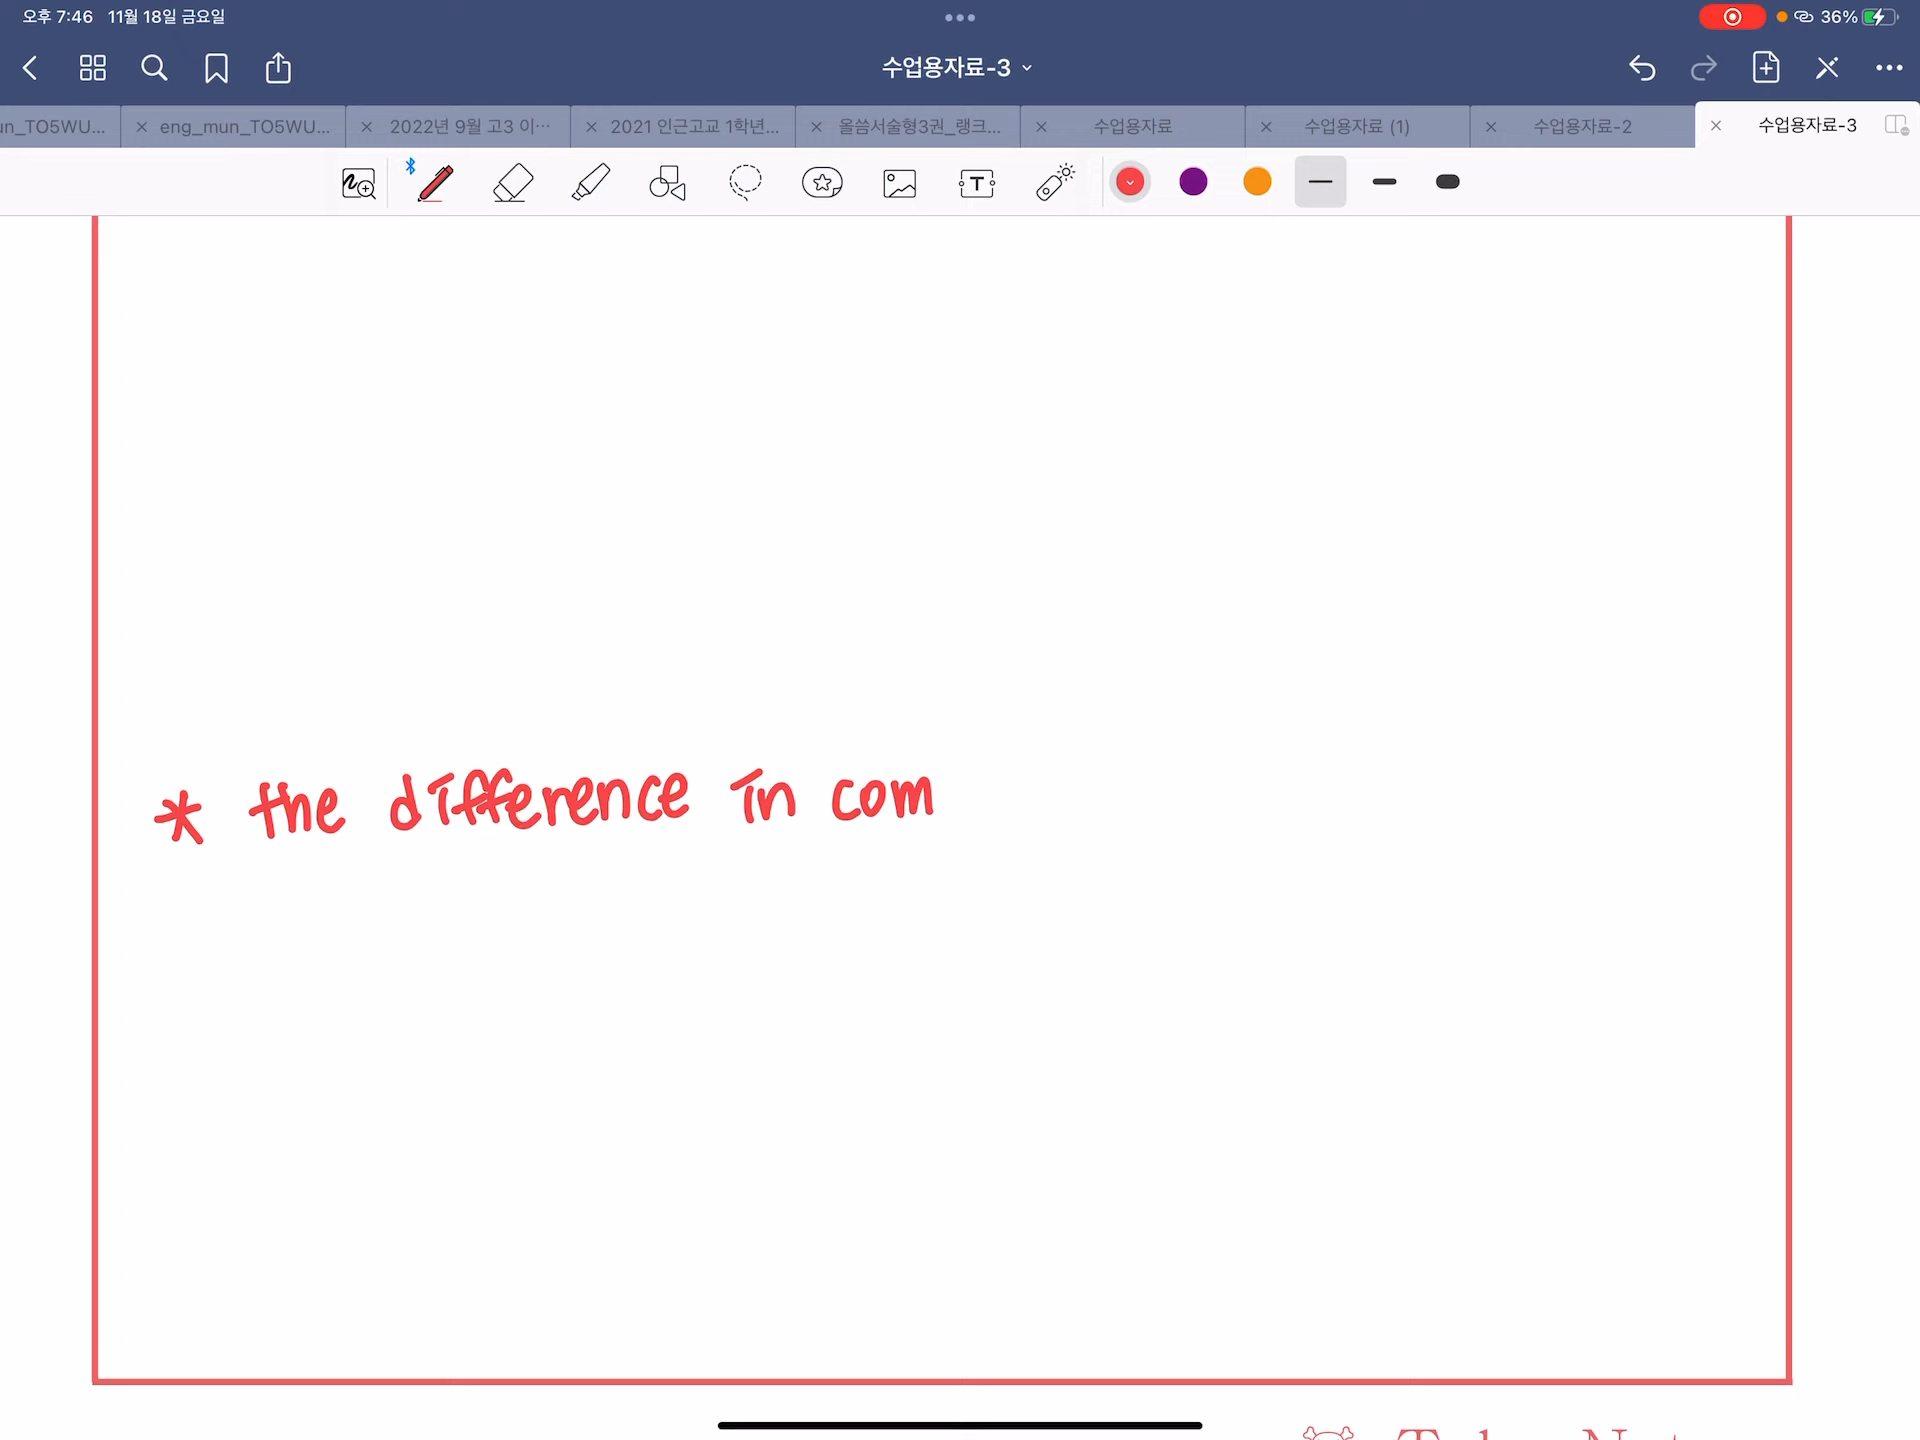 오후 7:46 11월 18일 금요일 36%
수업용자료-3
un_TO5WU... eng_mun_TO5WU... 2022년 9월 고3 이... 2021 인근고교 1학년... 올씀서술형3권_랭크... 수업용자료 수업용자료 (1) 수업용자료-2 수업용자료-3
* the difference in com